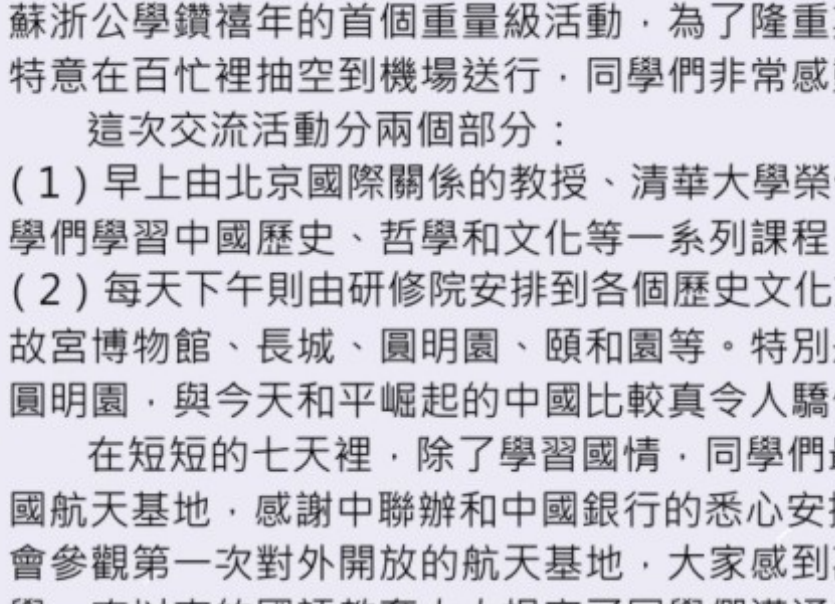 蘇浙公學鑽禧年的首個重量級活動，為了隆重
特意在百忙裡抽空到機場送行，同學們非常感
這次交流活動分兩個部分：
(1)早上由北京國際關係的教授、清華大學榮
學們學習中國歷史、哲學和文化等一系列課程
(2)每天下午則由研修院安排到各個歷史文化
故宮博物館、長城、圓明園、頤和園等。特別
圓明園，與今天和平崛起的中國比較真令人驕
在短短的七天裡，除了學習國情，同學們
國航天基地，感謝中聯辦和中國銀行的悉心安
會參觀第一次對外開放的航天基地，大家感到